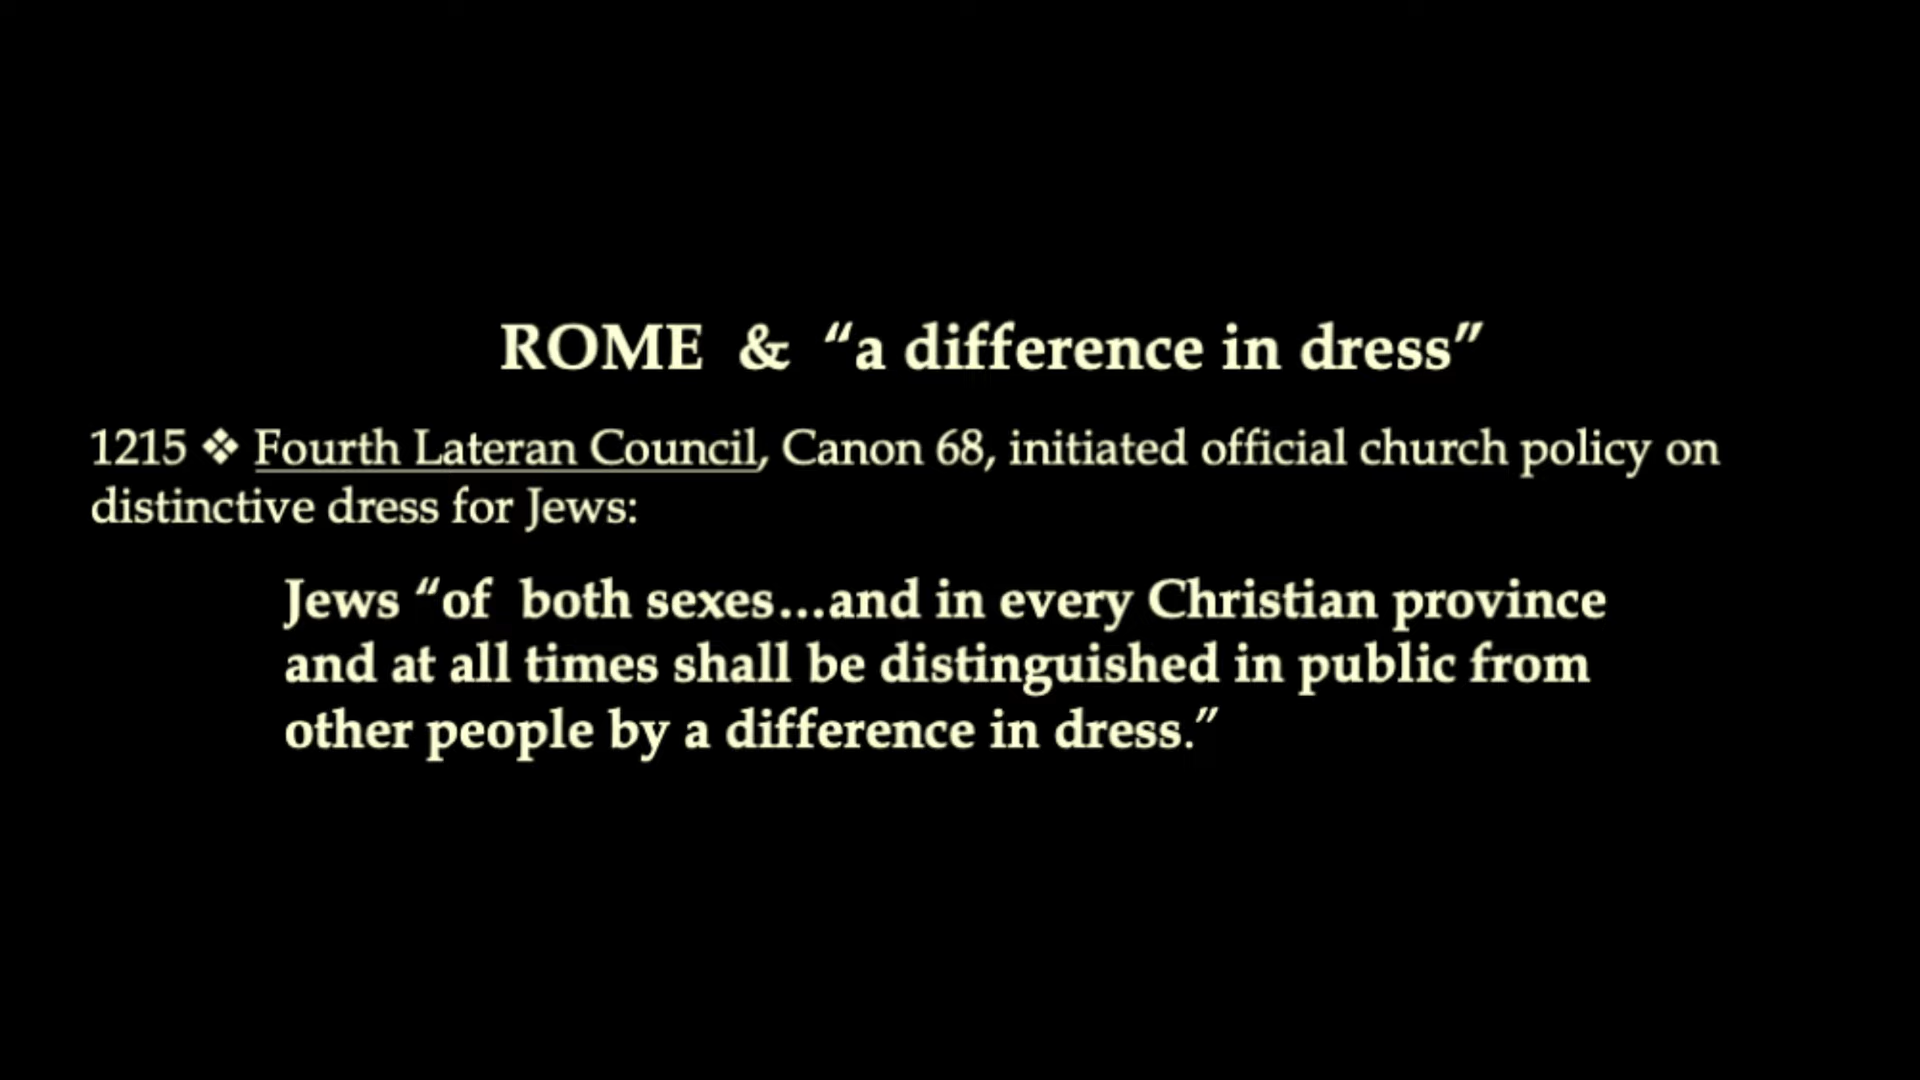 ROME & “a difference in dress”
1215 ❖ Fourth Lateran Council, Canon 68, initiated official church policy on
distinctive dress for Jews:
Jews “of both sexes…and in every Christian province
and at all times shall be distinguished in public from
other people by a difference in dress.”